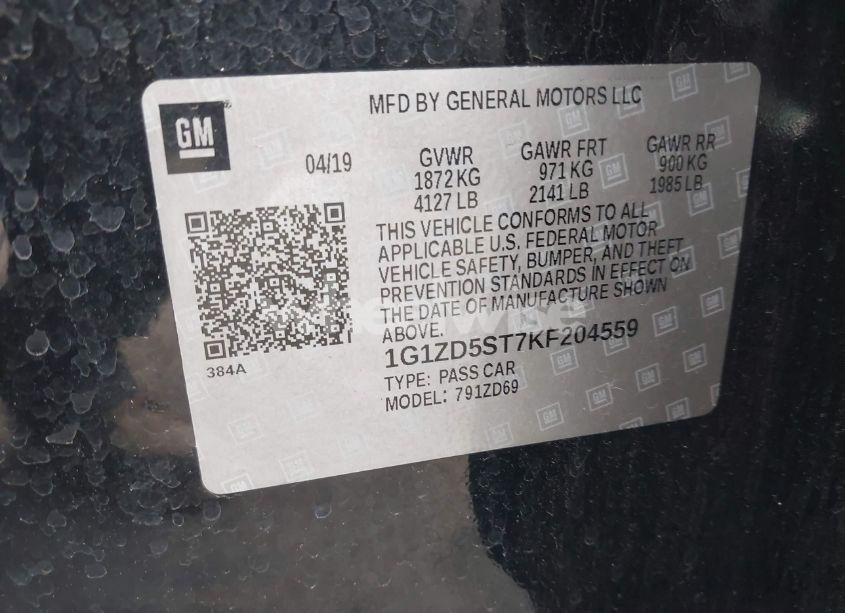 MFD BY GENERAL MOTORS LLC
GM
04/19
GVWR
1872 KG
4127 LB
GAWR FRT
971 KG
2141 LB
GAWR RR
900 KG
1985 LB
THIS VEHICLE CONFORMS TO ALL
APPLICABLE U.S. FEDERAL MOTOR
VEHICLE SAFETY, BUMPER, AND THEFT
PREVENTION STANDARDS IN EFFECT ON
THE DATE OF MANUFACTURE SHOWN
ABOVE.
1G1ZD5ST7KF204559
TYPE: PASS CAR
MODEL: 791ZD69
384A